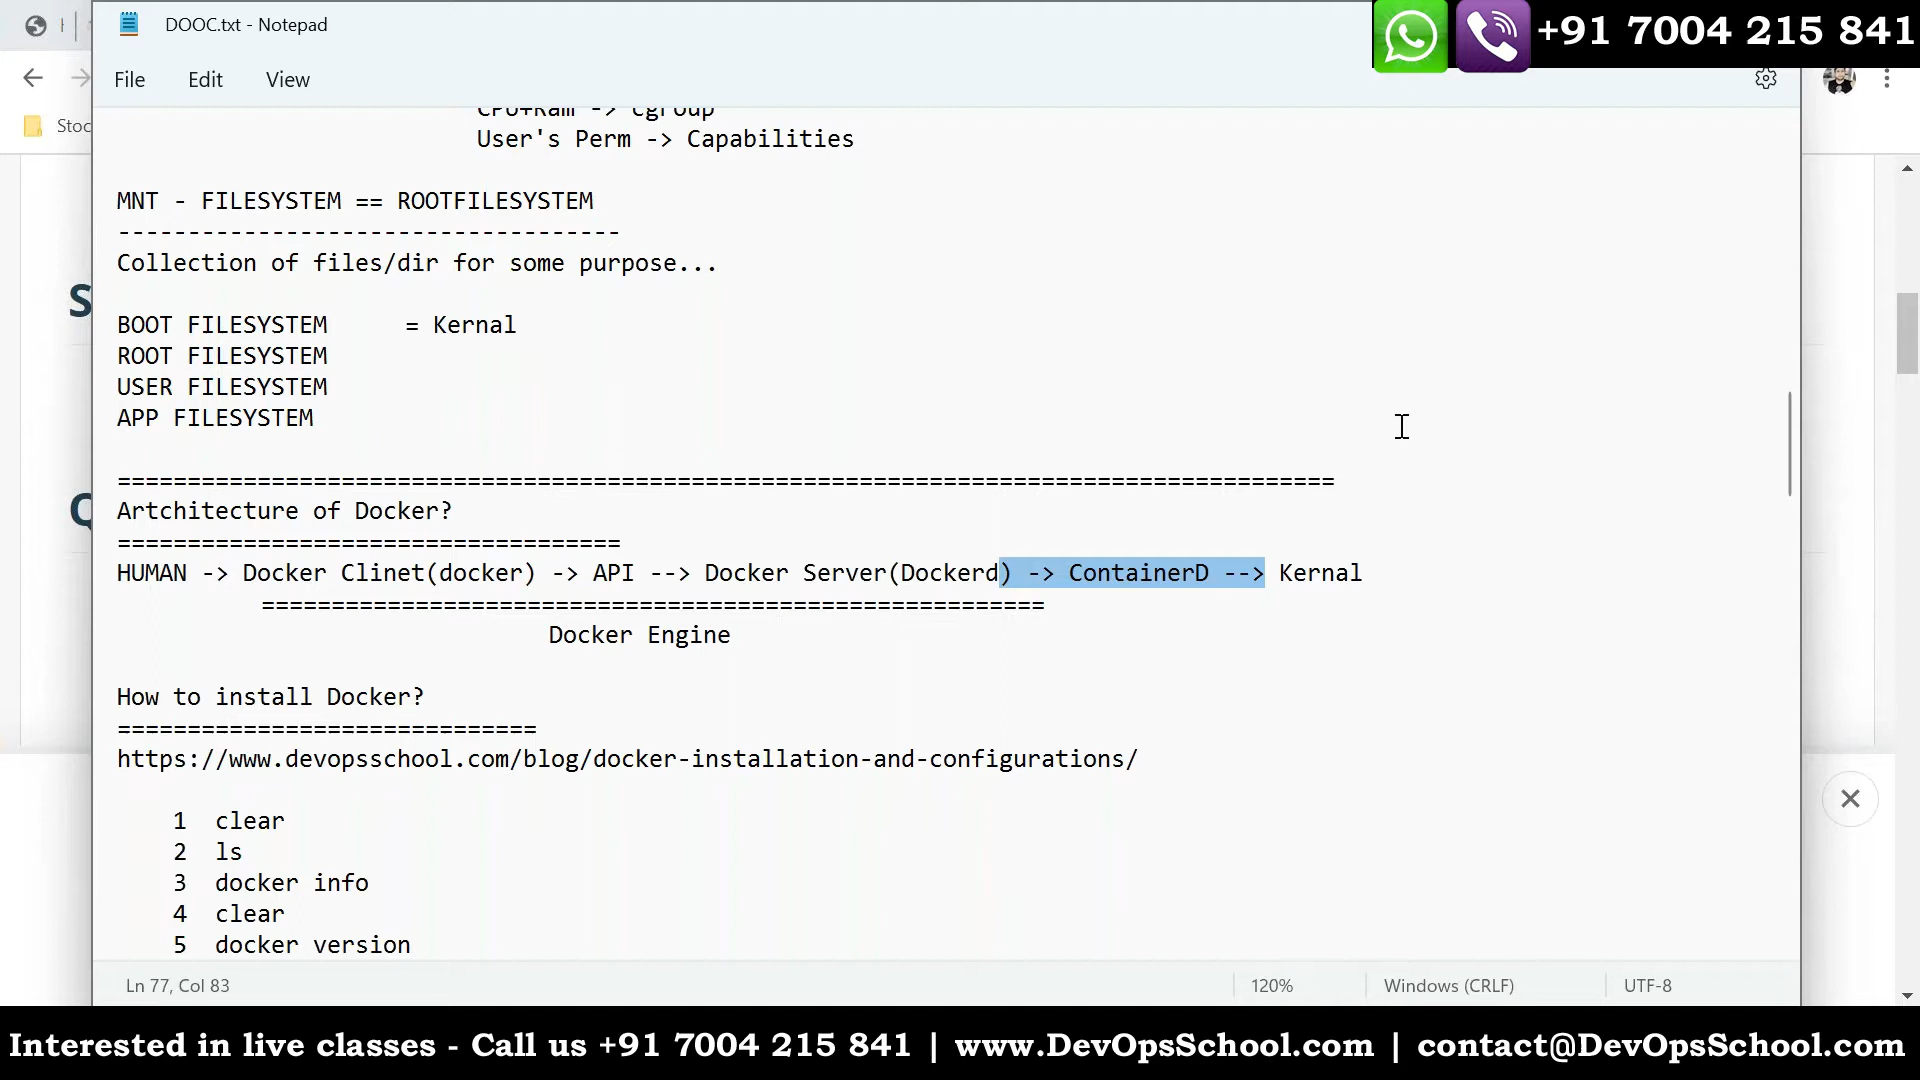 DOOC.txt - Notepad
+91 7004 215 841
File Edit View
Stoc
CPU+Ram -> cgroup
User's Perm -> Capabilities
MNT - FILESYSTEM == ROOTFILESYSTEM
------------------------------------
Collection of files/dir for some purpose...
S
BOOT FILESYSTEM = Kernal
ROOT FILESYSTEM
USER FILESYSTEM
APP FILESYSTEM
=======================================================================================
Q
Artchitecture of Docker?
====================================
HUMAN -> Docker Clinet(docker) -> API --> Docker Server(Dockerd) -> ContainerD --> Kernal
========================================================
Docker Engine
How to install Docker?
==============================
https://www.devopsschool.com/blog/docker-installation-and-configurations/
1 clear
2 ls
3 docker info
4 clear
5 docker version
Ln 77, Col 83 120% Windows (CRLF) UTF-8
Interested in live classes - Call us +91 7004 215 841 | www.DevOpsSchool.com | contact@DevOpsSchool.com